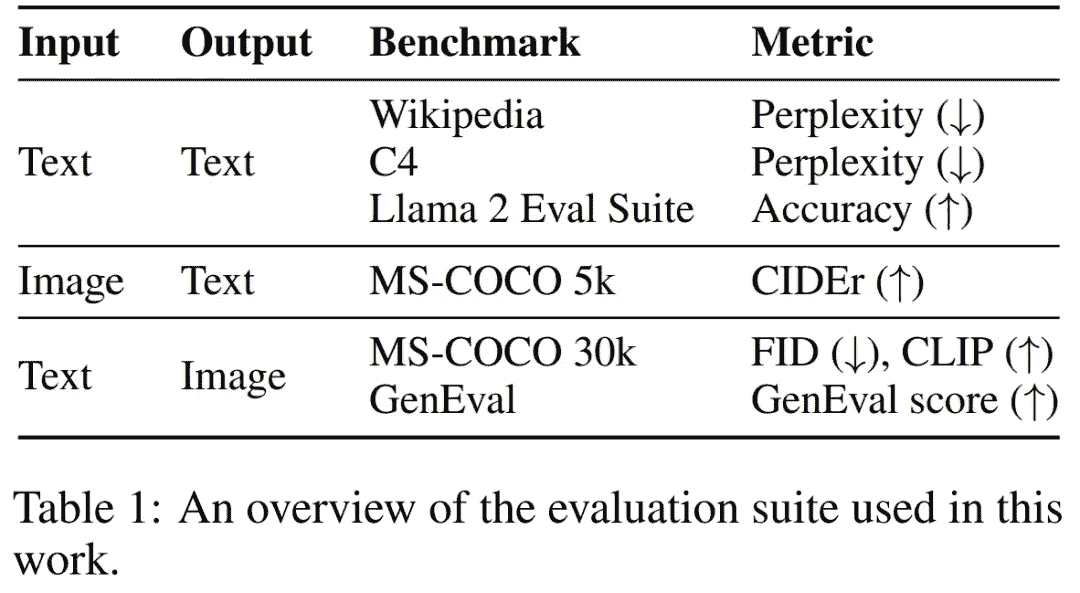 Input Output Benchmark Metric
Wikipedia Perplexity (↓)
Text Text C4 Perplexity (↓)
Llama 2 Eval Suite Accuracy (↑)
Image Text MS-COCO 5k CIDEr (↑)
MS-COCO 30k FID (↓), CLIP (↑)
Text Image
GenEval GenEval score (↑)
Table 1: An overview of the evaluation suite used in this
work.